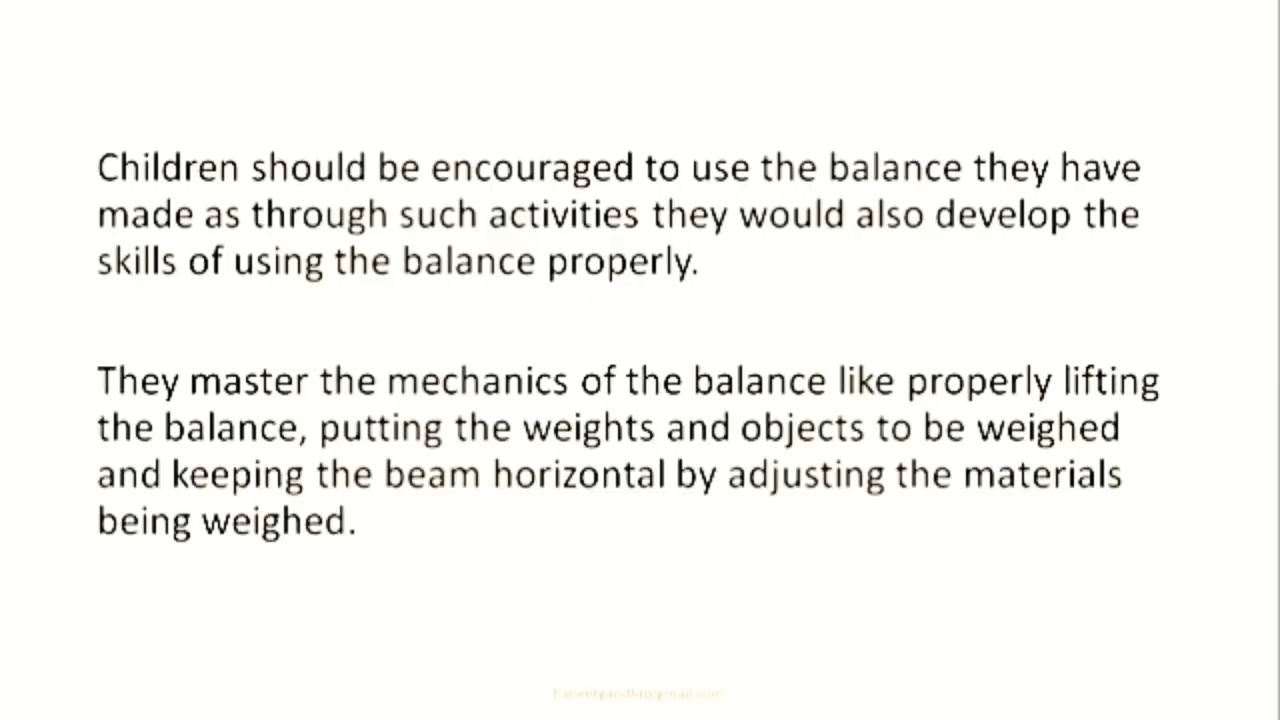 Children should be encouraged to use the balance they have
made as through such activities they would also develop the
skills of using the balance properly.
They master the mechanics of the balance like properly lifting
the balance, putting the weights and objects to be weighed
and keeping the beam horizontal by adjusting the materials
being weighed.